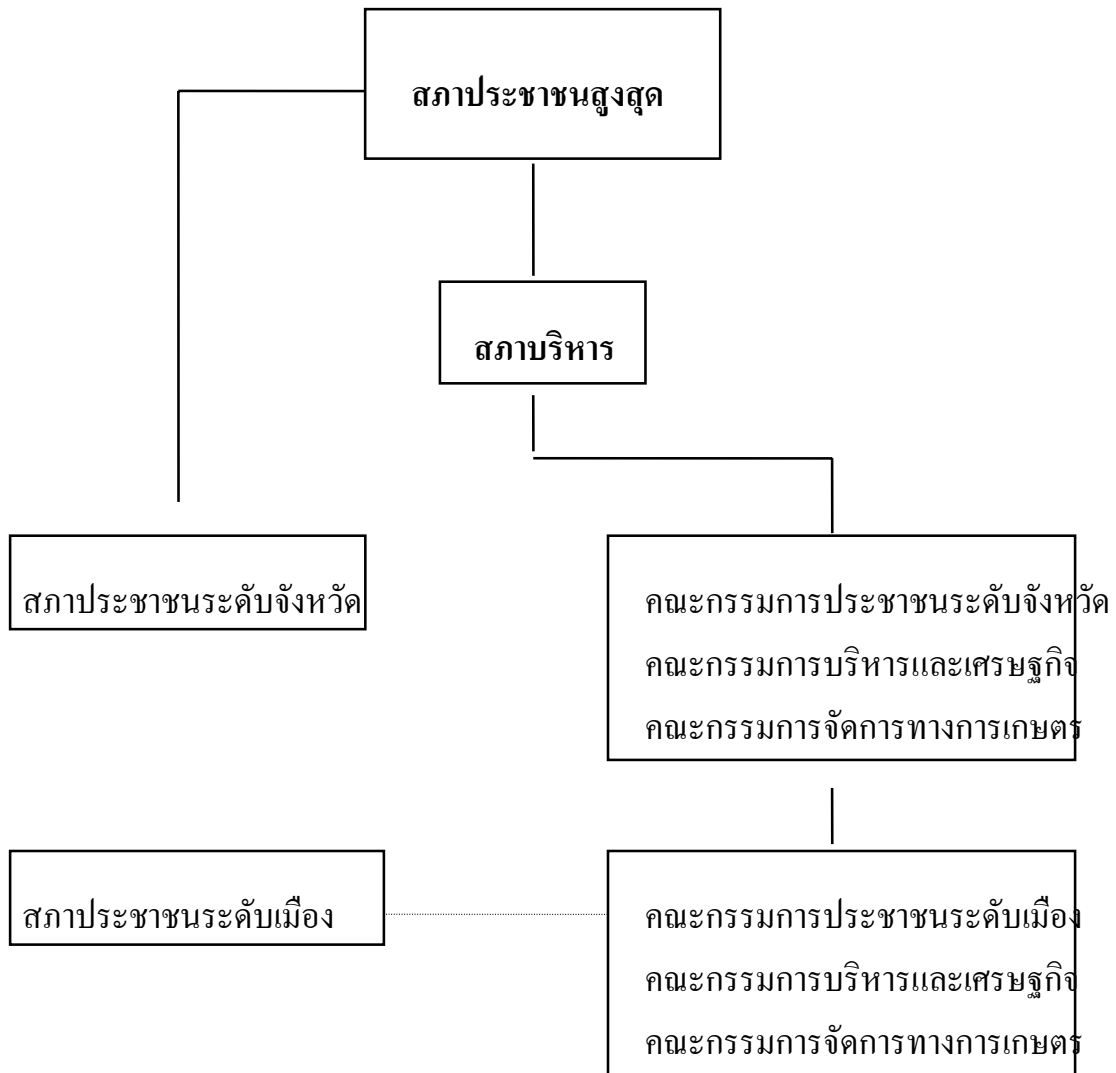 สภาประชาชนสูงสุด
สภาบริหาร
สภาประชาชนระดับจังหวัด
คณะกรรมการประชาชนระดับจังหวัด
คณะกรรมการบริหารและเศรษฐกิจ
คณะกรรมการจัดการทางการเกษตร
สภาประชาชนระดับเมือง
คณะกรรมการประชาชนระดับเมือง
คณะกรรมการบริหารและเศรษฐกิจ
คณะกรรมการจัดการทางการเกษตร